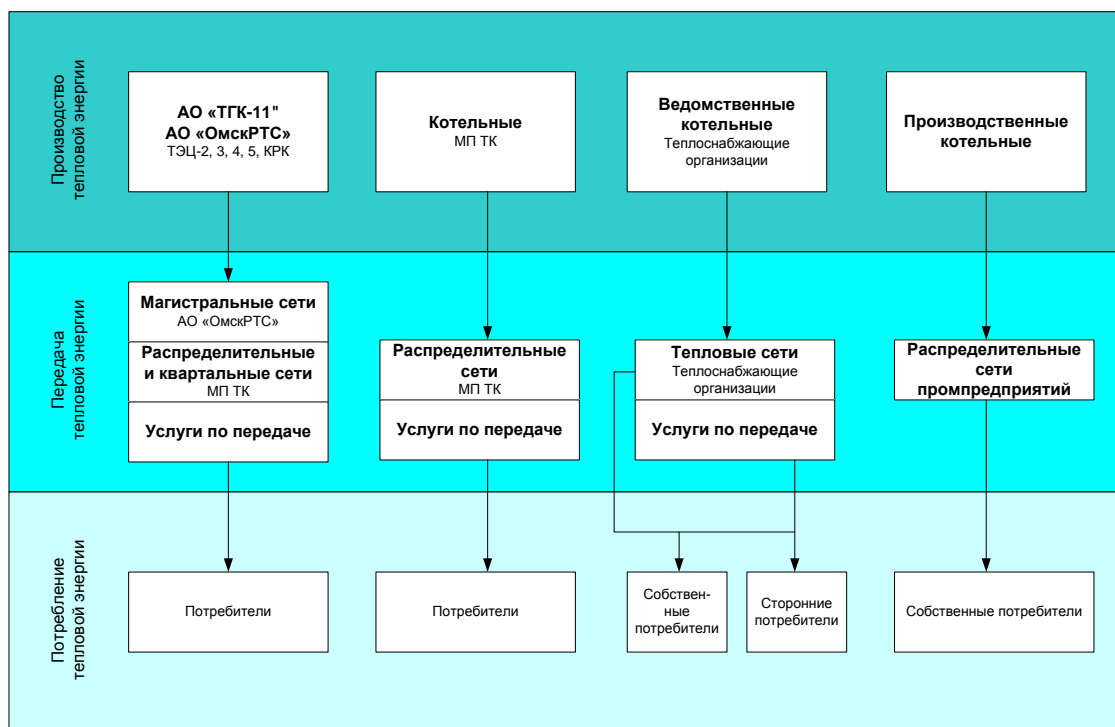 Производство
тепловой энергии
АО «ТГК-11"
АО «ОмскРТС»
ТЭЦ-2, 3, 4, 5, КРК
Котельные
МП ТК
Ведомственные
котельные
Теплоснабжающие
организации
Производственные
котельные
Передача
тепловой энергии
Магистральные сети
АО «ОмскРТС»
Распределительные
и квартальные сети
МП ТК
Услуги по передаче
Распределительные
сети
МП ТК
Услуги по передаче
Тепловые сети
Теплоснабжающие
организации
Услуги по передаче
Распределительные
сети
промпредприятий
Потребление
тепловой энергии
Потребители
Потребители
Собствен-
ные
потребители
Сторонние
потребители
Собственные потребители